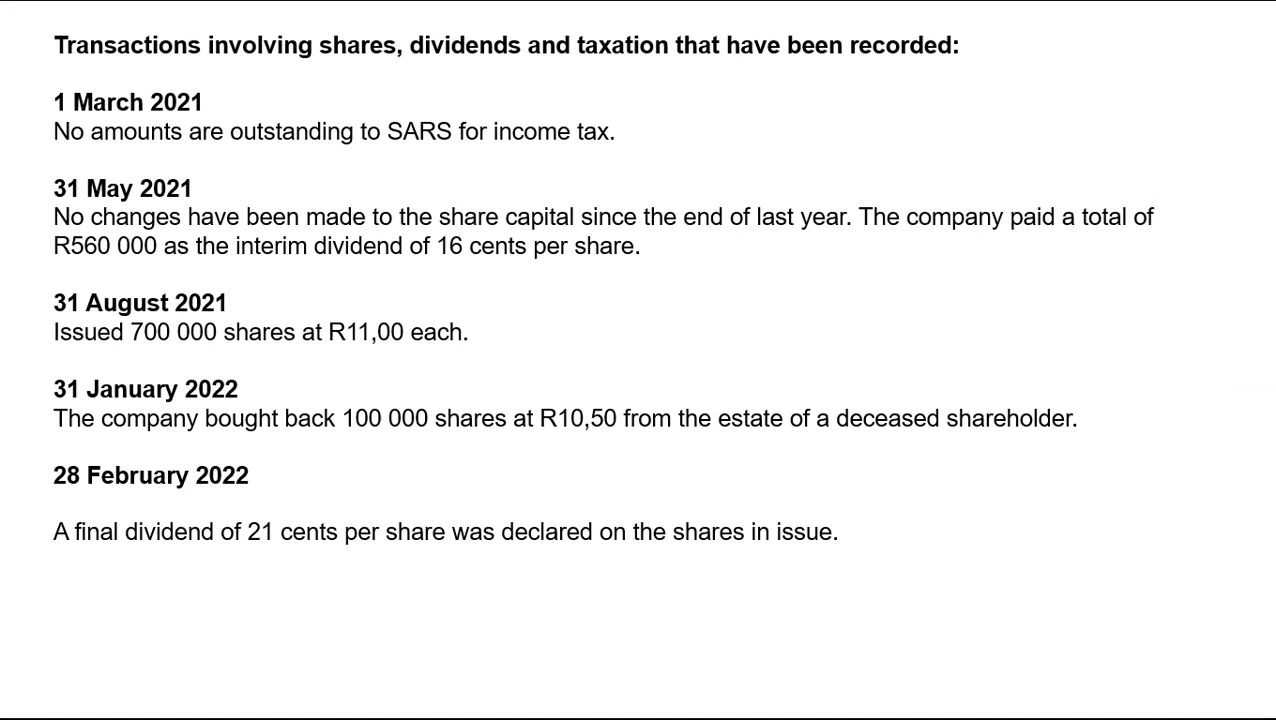 Transactions involving shares, dividends and taxation that have been recorded:
1 March 2021
No amounts are outstanding to SARS for income tax.
31 May 2021
No changes have been made to the share capital since the end of last year. The company paid a total of
R560 000 as the interim dividend of 16 cents per share.
31 August 2021
Issued 700 000 shares at R11,00 each.
31 January 2022
The company bought back 100 000 shares at R10,50 from the estate of a deceased shareholder.
28 February 2022
A final dividend of 21 cents per share was declared on the shares in issue.